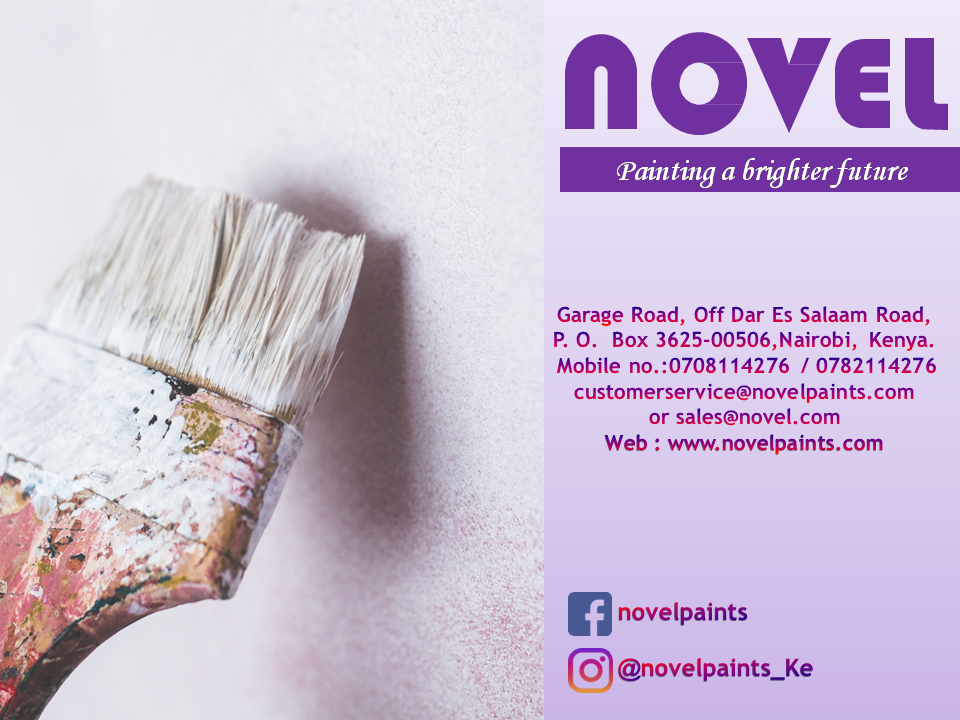 NOVEL
Painting a brighter future
Garage Road, Off Dar Es Salaam Road,
P. O. Box 3625-00506,Nairobi, Kenya.
Mobile no.:0708114276 / 0782114276
customerservice@novelpaints.com
or sales@novel.com
Web : www.novelpaints.com
novelpaints
@novelpaints_Ke